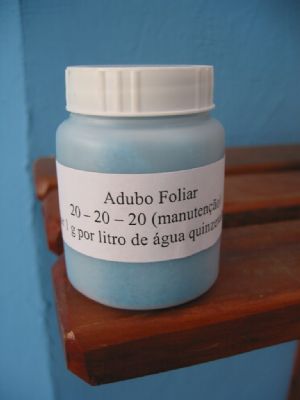 Adubo Foliar
20 – 20 – 20 (manutenção)
1 g por litro de água